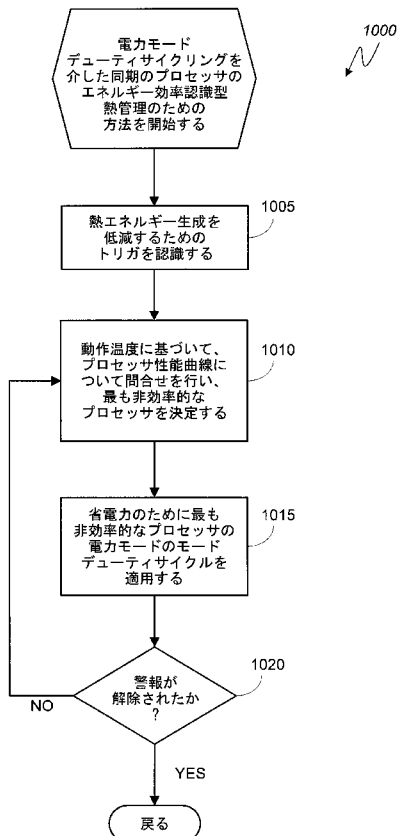 1000
電力モード
デューティサイクリングを
介した同期のプロセッサの
エネルギー効率認識型
熱管理のための
方法を開始する
1005
熱エネルギー生成を
低減するための
トリガを認識する
1010
動作温度に基づいて、
プロセッサ性能曲線に
ついて問合せを行い、
最も非効率的な
プロセッサを決定する
1015
省電力のために最も
非効率的なプロセッサの
電力モードのモード
デューティサイクルを
適用する
1020
警報が
解除されたか
?
NO
YES
戻る